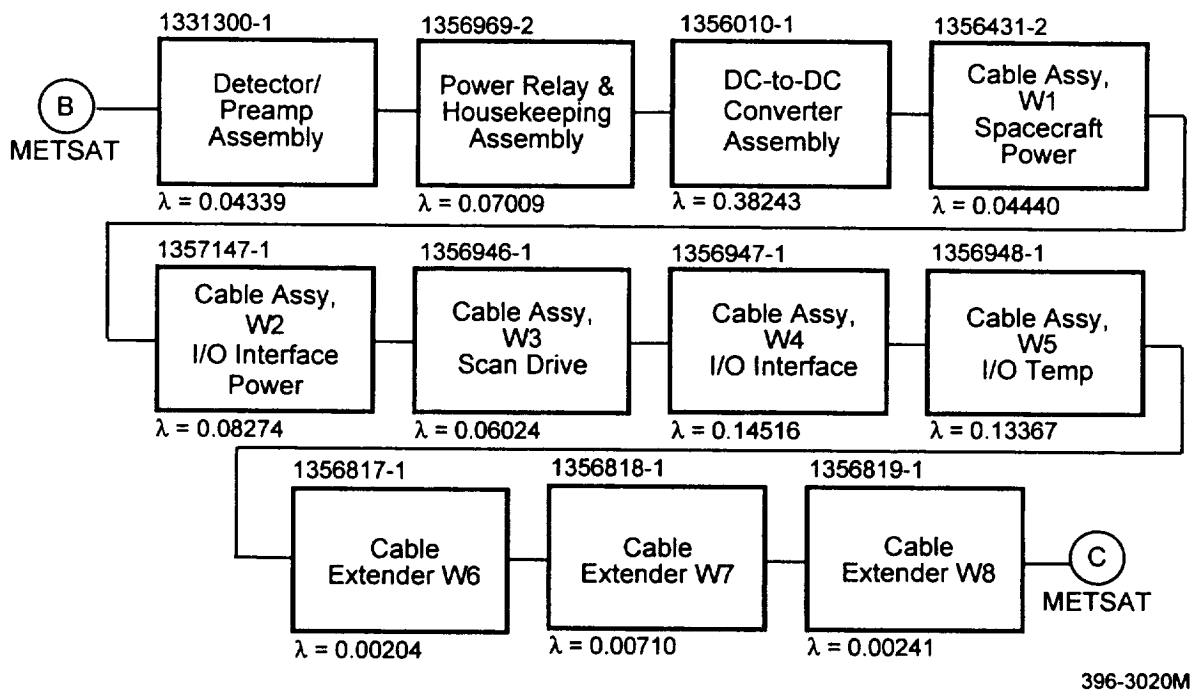 1331300-1
1356969-2
1356010-1
1356431-2
B
METSAT
Detector/
Preamp
Assembly
Power Relay &
Housekeeping
Assembly
DC-to-DC
Converter
Assembly
Cable Assy,
W1
Spacecraft
Power
λ = 0.04339
λ = 0.07009
λ = 0.38243
λ = 0.04440
1357147-1
1356946-1
1356947-1
1356948-1
Cable Assy,
W2
I/O Interface
Power
Cable Assy,
W3
Scan Drive
Cable Assy,
W4
I/O Interface
Cable Assy,
W5
I/O Temp
λ = 0.08274
λ = 0.06024
λ = 0.14516
λ = 0.13367
1356817-1
1356818-1
1356819-1
Cable
Extender W6
Cable
Extender W7
Cable
Extender W8
C
METSAT
λ = 0.00204
λ = 0.00710
λ = 0.00241
396-3020M